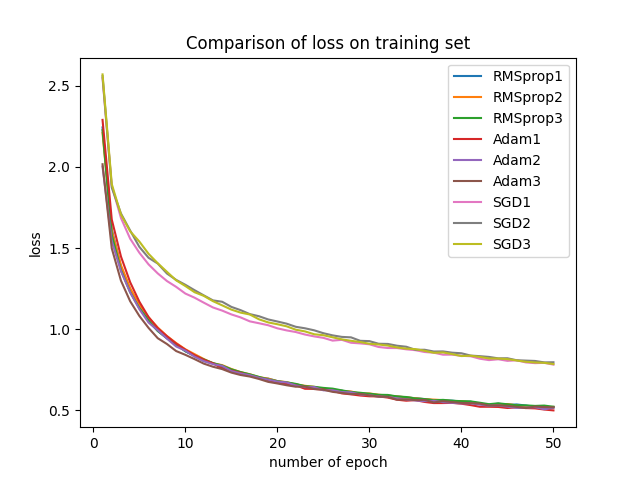 Comparison of loss on training set
2.5
2.0
1.5
1.0
0.5
loss
0
10
20
30
40
50
number of epoch
RMSprop1
RMSprop2
RMSprop3
Adam1
Adam2
Adam3
SGD1
SGD2
SGD3